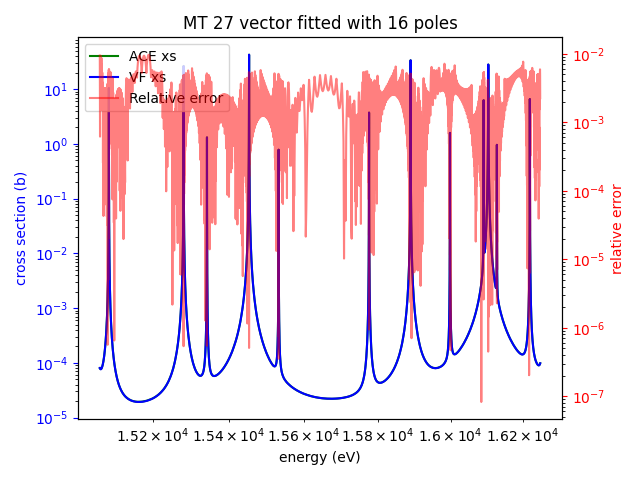 MT 27 vector fitted with 16 poles
ACE xs
VF xs
Relative error
cross section (b)
10¹
10⁰
10⁻¹
10⁻²
10⁻³
10⁻⁴
10⁻⁵
10⁻²
10⁻³
10⁻⁴
10⁻⁵
10⁻⁶
10⁻⁷
relative error
1.52 × 10⁴ 1.54 × 10⁴ 1.56 × 10⁴ 1.58 × 10⁴ 1.6 × 10⁴ 1.62 × 10⁴
energy (eV)